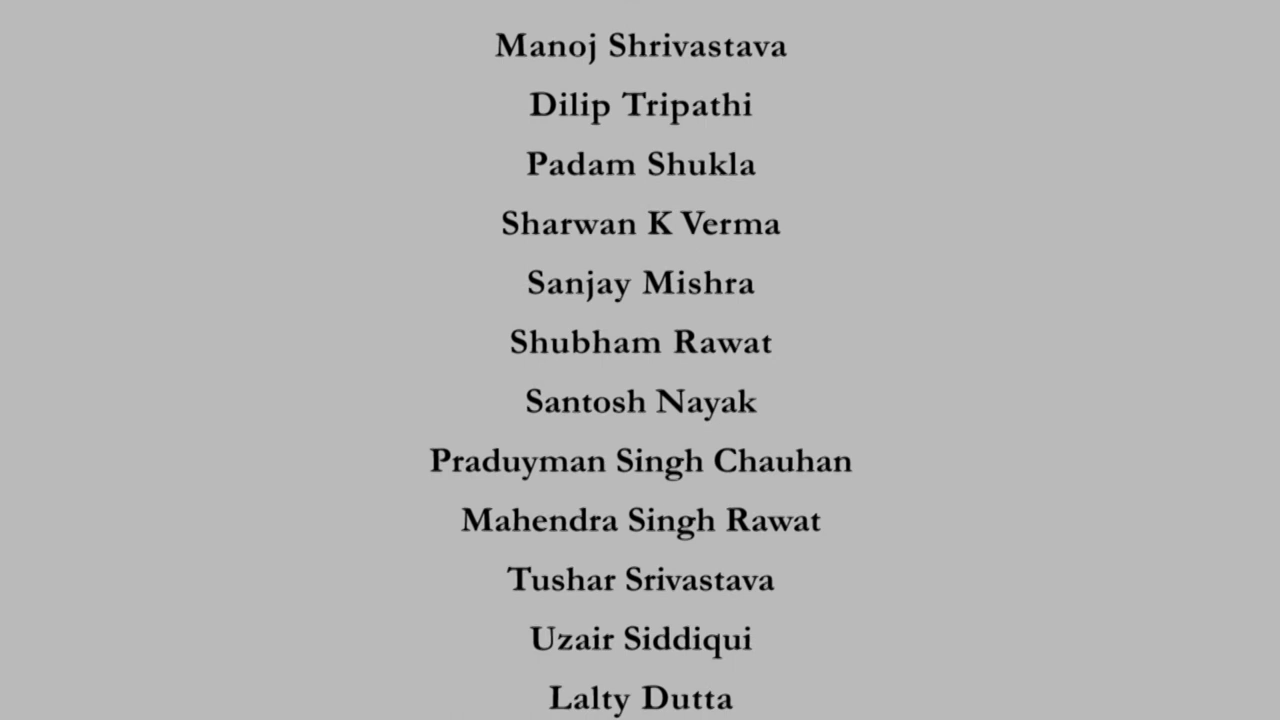 Manoj Shrivastava
Dilip Tripathi
Padam Shukla
Sharwan K Verma
Sanjay Mishra
Shubham Rawat
Santosh Nayak
Praduyman Singh Chauhan
Mahendra Singh Rawat
Tushar Srivastava
Uzair Siddiqui
Lalty Dutta